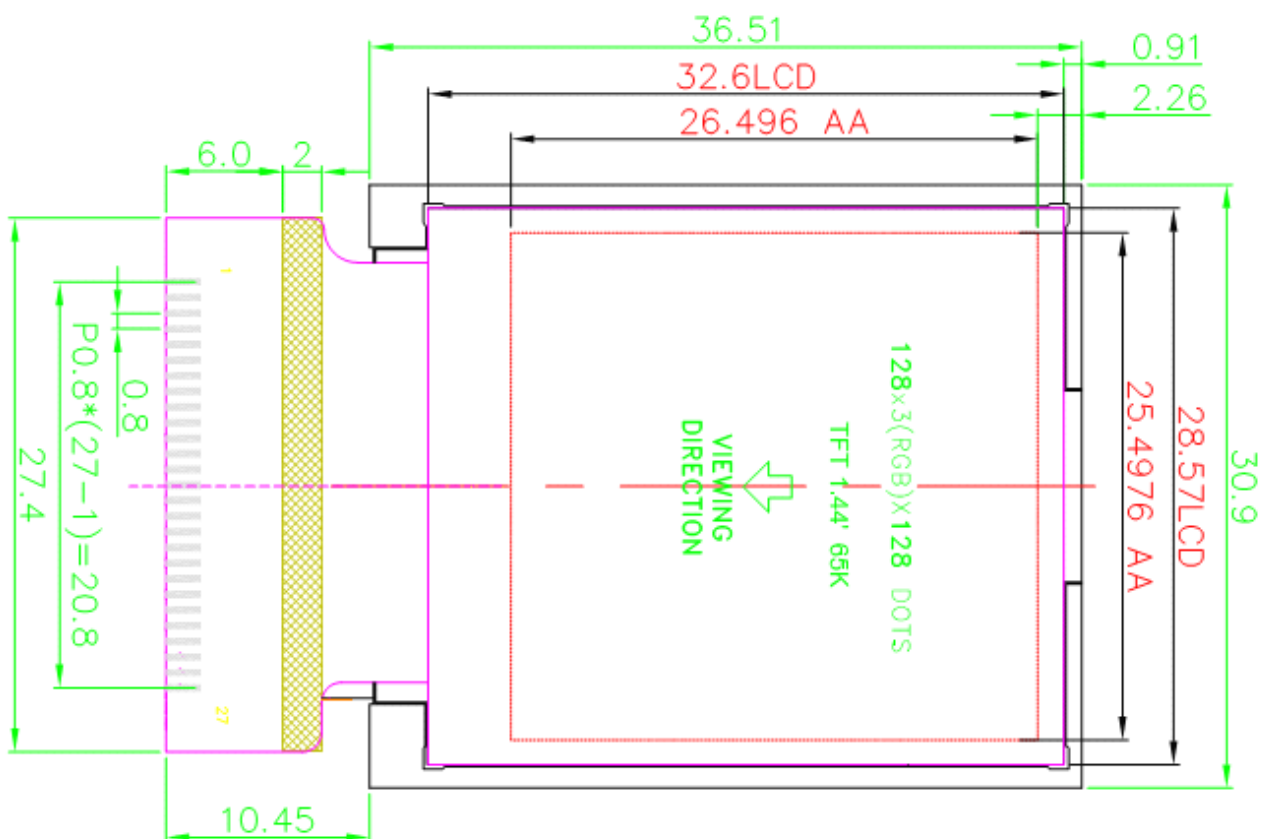 36.51
0.91
32.6LCD
2.26
26.496 AA
6.0
2
1
P0.8*(27-1)=20.8
0.8
27.4
27
128x3(RGB)X128 DOTS
TFT 1.44' 65K
VIEWING
DIRECTION
25.4976 AA
28.57LCD
30.9
10.45